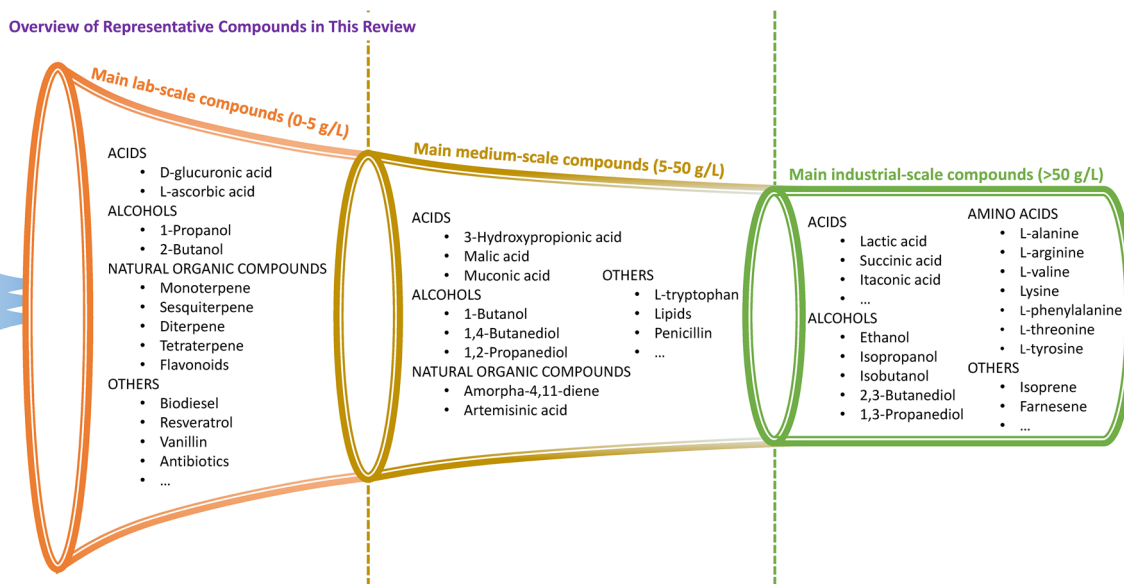 Overview of Representative Compounds in This Review
Main lab-scale compounds (0-5 g/L)
ACIDS
• D-glucuronic acid
• L-ascorbic acid
ALCOHOLS
• 1-Propanol
• 2-Butanol
NATURAL ORGANIC COMPOUNDS
• Monoterpene
• Sesquiterpene
• Diterpene
• Tetraterpene
• Flavonoids
OTHERS
• Biodiesel
• Resveratrol
• Vanillin
• Antibiotics
• ...
Main medium-scale compounds (5-50 g/L)
ACIDS
• 3-Hydroxypropionic acid
• Malic acid
• Muconic acid
ALCOHOLS
• 1-Butanol
• 1,4-Butanediol
• 1,2-Propanediol
NATURAL ORGANIC COMPOUNDS
• Amorpha-4,11-diene
• Artemisinic acid
OTHERS
• L-tryptophan
• Lipids
• Penicillin
• ...
Main industrial-scale compounds (>50 g/L)
ACIDS
• Lactic acid
• Succinic acid
• Itaconic acid
• ...
ALCOHOLS
• Ethanol
• Isopropanol
• Isobutanol
• 2,3-Butanediol
• 1,3-Propanediol
AMINO ACIDS
• L-alanine
• L-arginine
• L-valine
• Lysine
• L-phenylalanine
• L-threonine
• L-tyrosine
OTHERS
• Isoprene
• Farnesene
• ...